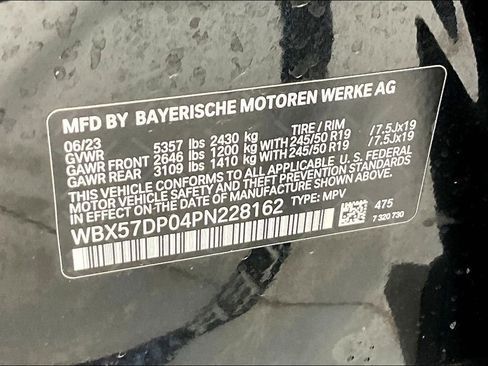 MFD BY BAYERISCHE MOTOREN WERKE AG
06/23 TIRE / RIM
GVWR 5357 lbs 2430 kg
GAWR FRONT 2646 lbs 1200 kg WITH 245/50 R19 / 7.5Jx19
GAWR REAR 3109 lbs 1410 kg WITH 245/50 R19 / 7.5Jx19
THIS VEHICLE CONFORMS TO ALL APPLICABLE U.S. FEDERAL
MOTOR VEHICLE SAFETY AND THEFT PREVENTION STANDARDS
IN EFFECT ON THE DATE OF MANUFACTURE SHOWN ABOVE.
WBX57DP04PN228162 TYPE: MPV
475
7 320 730